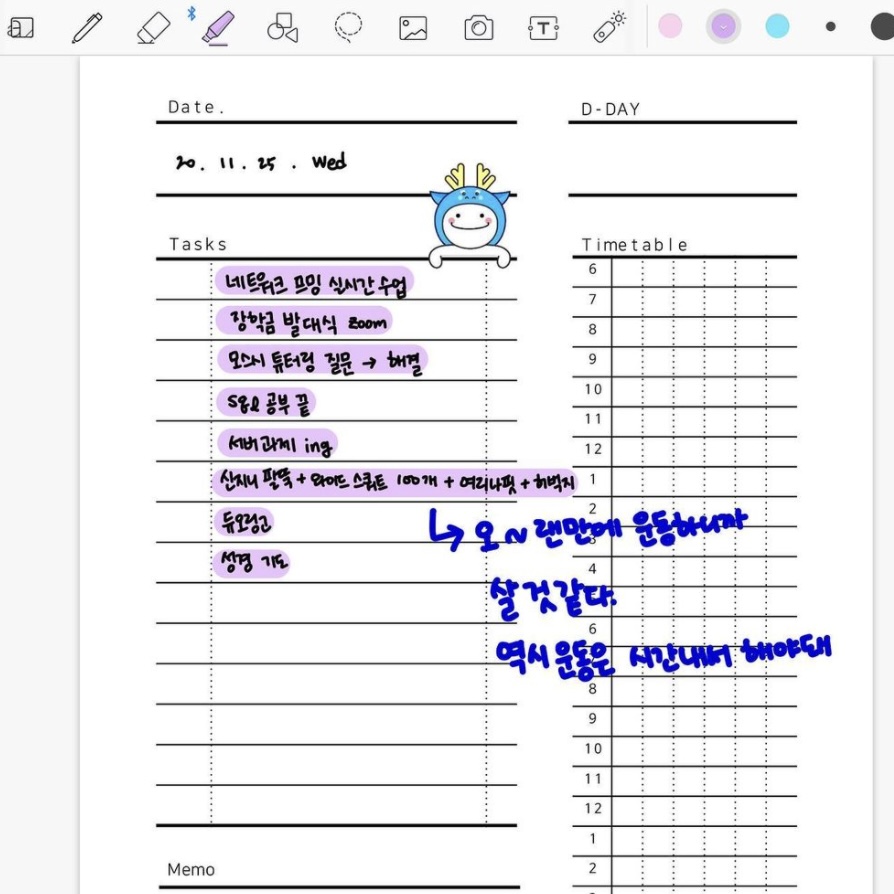 Date.
D-DAY
20. 11. 25 . Wed
Tasks
네트워크 프밍 실시간 수업
장학금 발대식 zoom
오스시 튜터링 질문 → 해결
SQL 공부 끝
서버과제 ing
산지니 팔뚝 + 와이드 스쿼트 100개 + 여리나핏 + 허벅지
듀오링고
성경 기도
↳ 오~랜만에 운동하니까
살 것 같다.
역시 운동은 시간내서 해야돼
Timetable
6
7
8
9
10
11
12
1
2
3
4
6
8
9
10
11
12
1
2
Memo